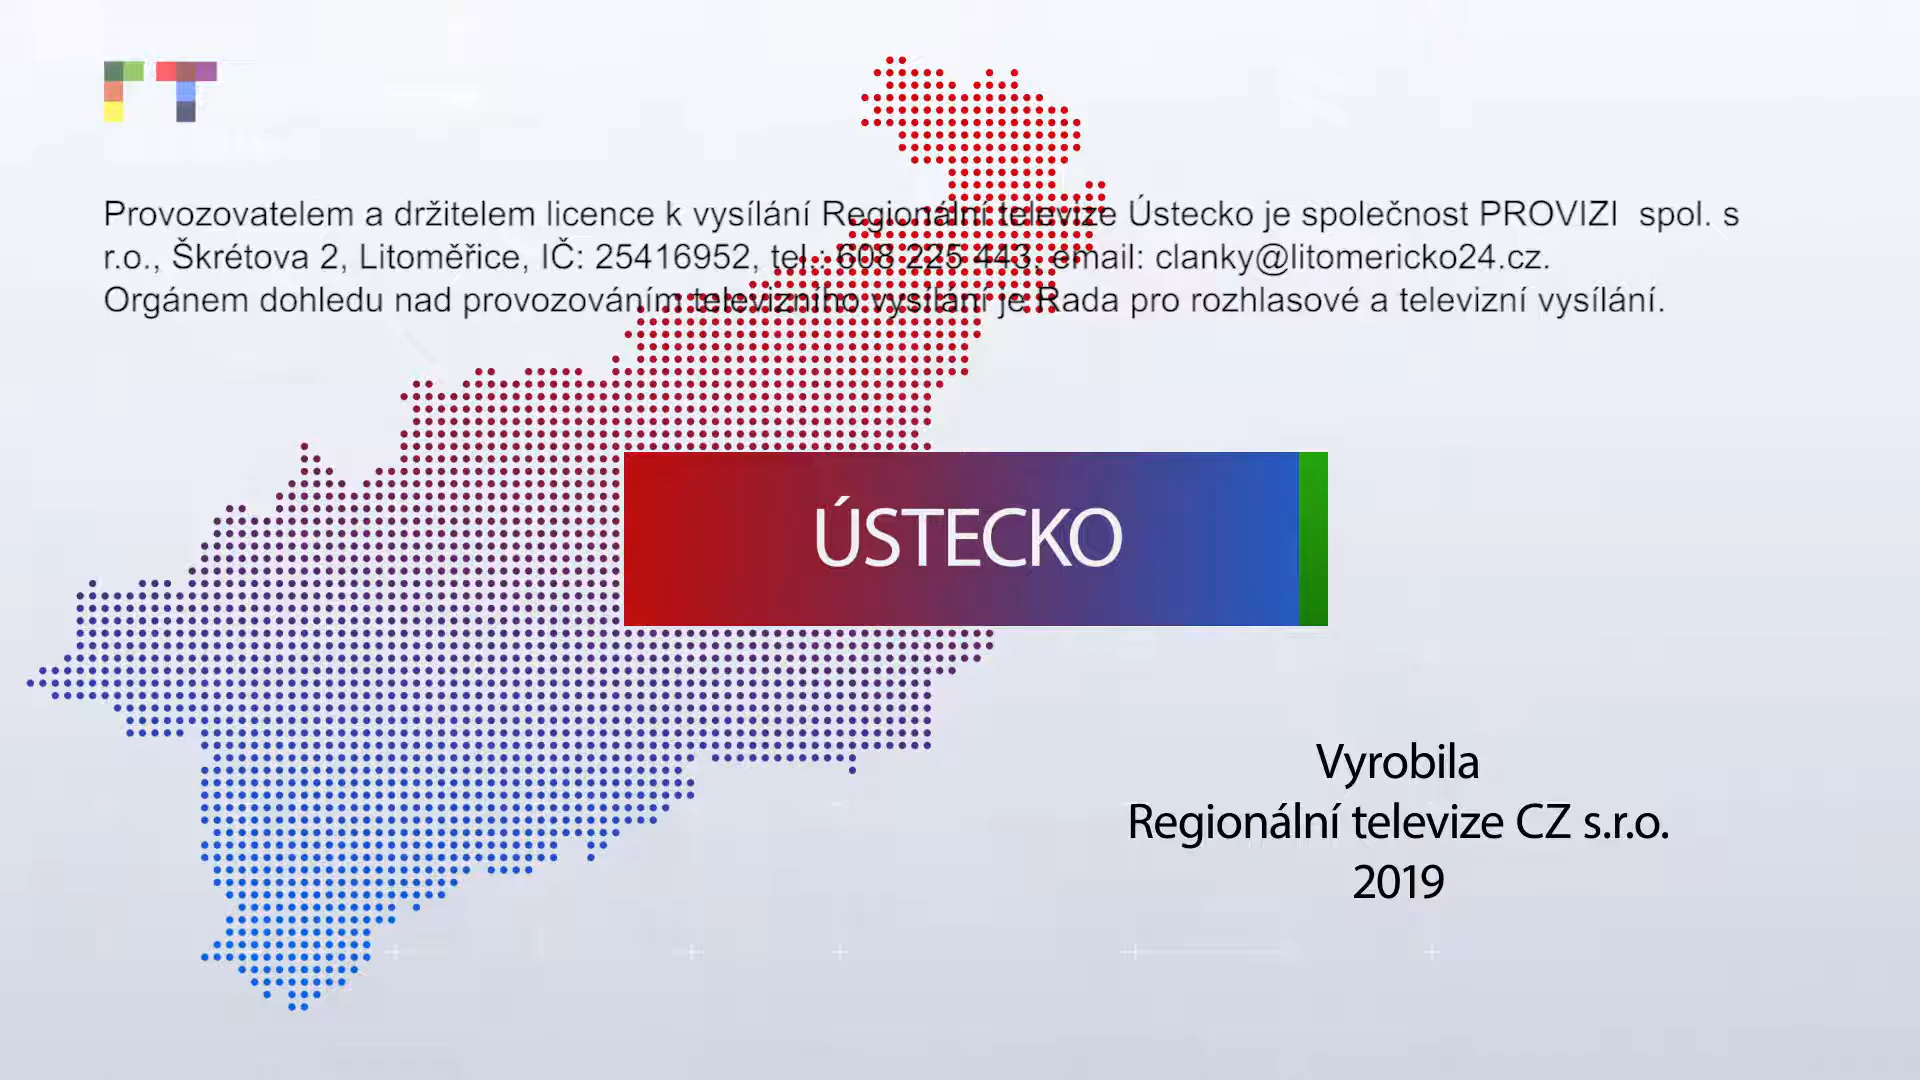 rT
Provozovatelem a držitelem licence k vysílání Regionální televize Ústecko je společnost PROVIZI  spol. s
r.o., Škrétova 2, Litoměřice, IČ: 25416952, tel.: 608 225 443, email: clanky@litomericko24.cz.
Orgánem dohledu nad provozováním televizního vysílání je Rada pro rozhlasové a televizní vysílání.
ÚSTECKO
Vyrobila
Regionální televize CZ s.r.o.
2019